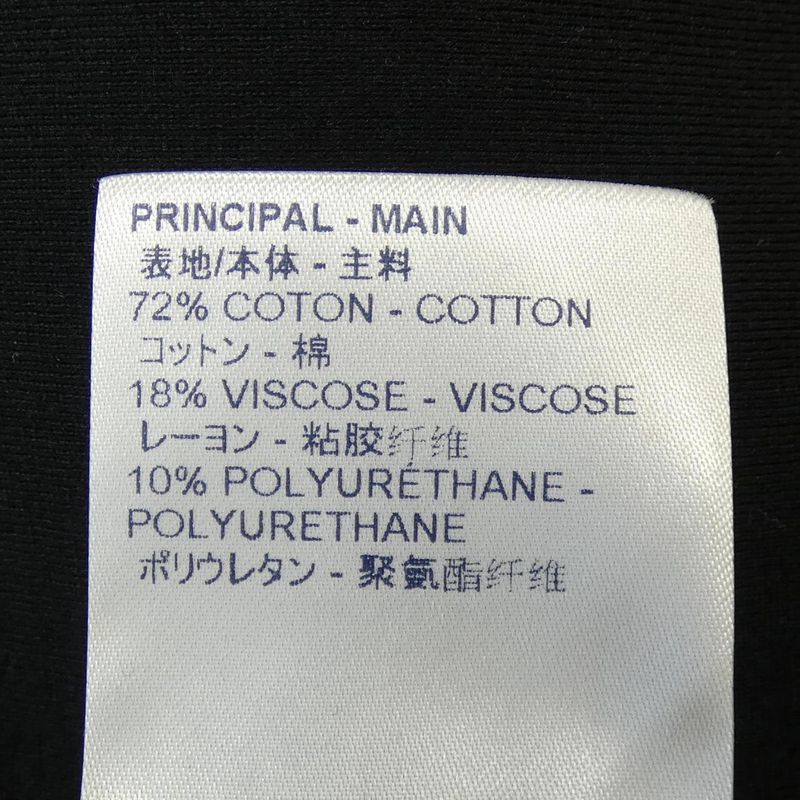 PRINCIPAL - MAIN
表地/本体 - 主料
72% COTON - COTTON
コットン - 棉
18% VISCOSE - VISCOSE
レーヨン - 粘胶纤维
10% POLYURÉTHANE -
POLYURETHANE
ポリウレタン - 聚氨酯纤维